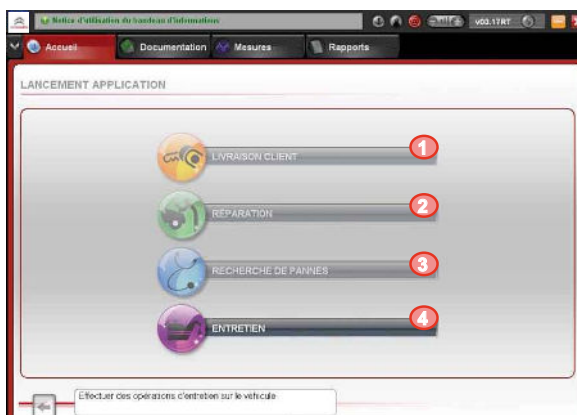 Notice d'utilisation du bandeau d'informations
v03.17RT
Accueil Documentation Mesures Rapports
LANCEMENT APPLICATION
LIVRAISON CLIENT 1
RÉPARATION 2
RECHERCHE DE PANNES 3
ENTRETIEN 4
Effectuer des opérations d'entretien sur le véhicule